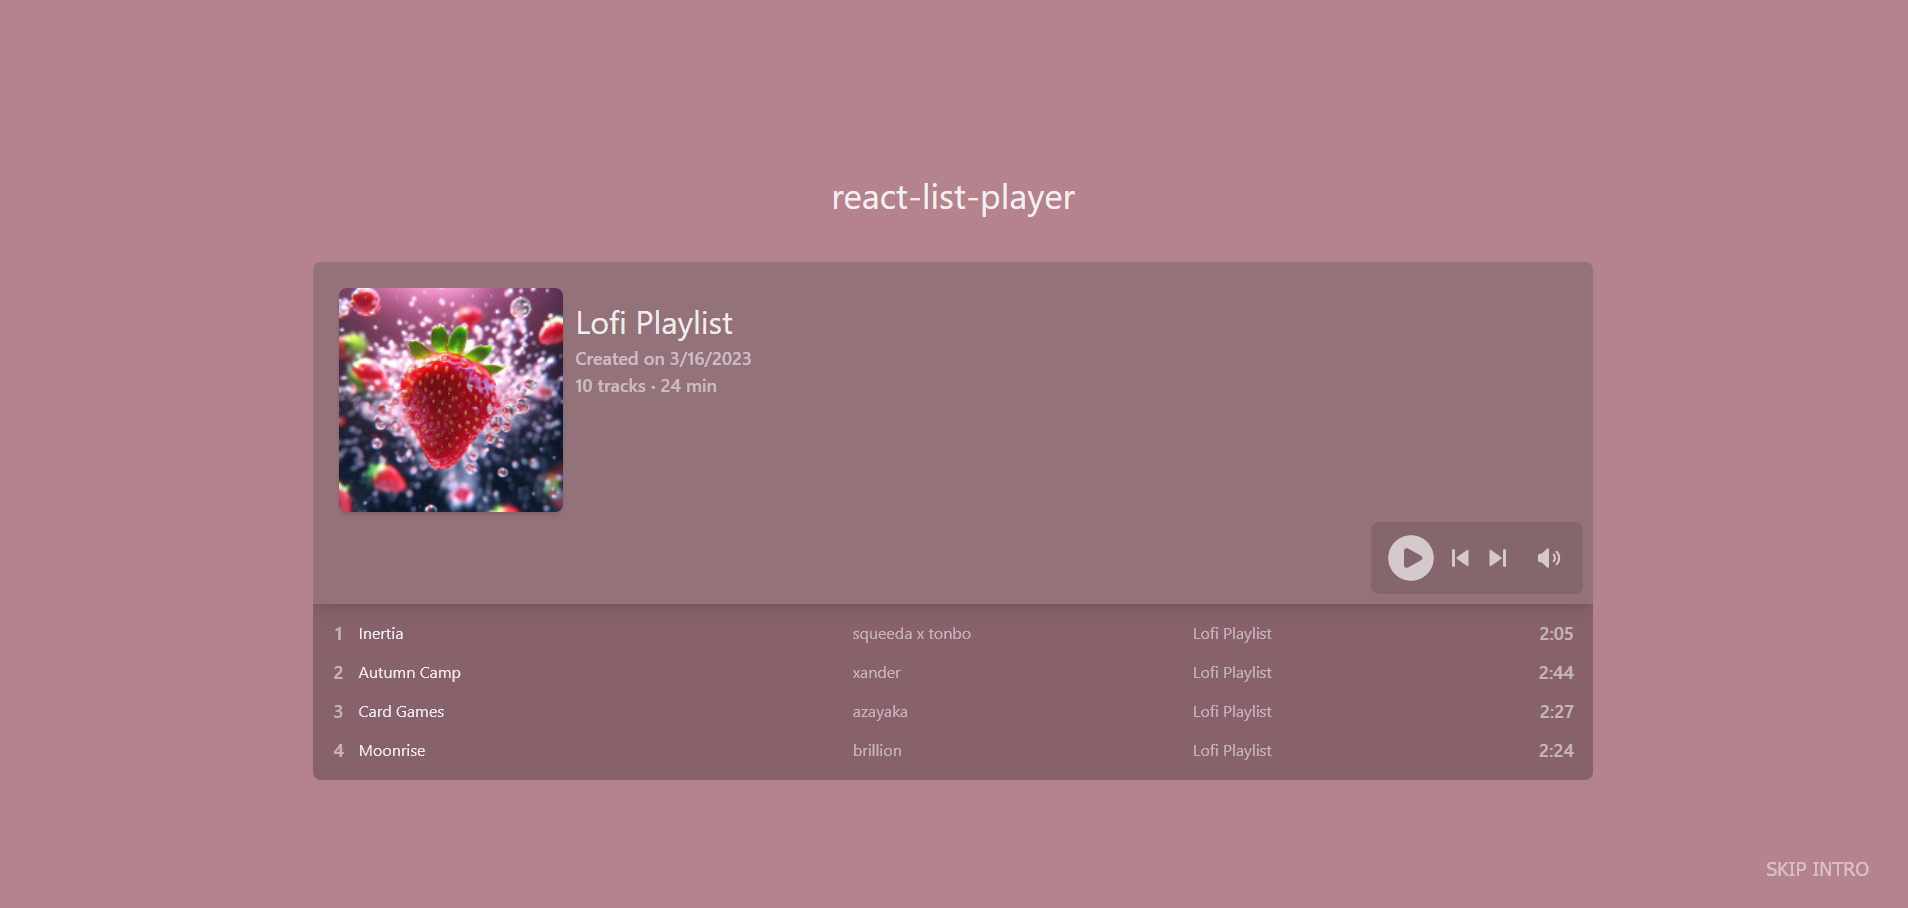 react-list-player
Lofi Playlist
Created on 3/16/2023
10 tracks · 24 min
1 Inertia squeeda x tonbo Lofi Playlist 2:05
2 Autumn Camp xander Lofi Playlist 2:44
3 Card Games azayaka Lofi Playlist 2:27
4 Moonrise brillion Lofi Playlist 2:24
SKIP INTRO